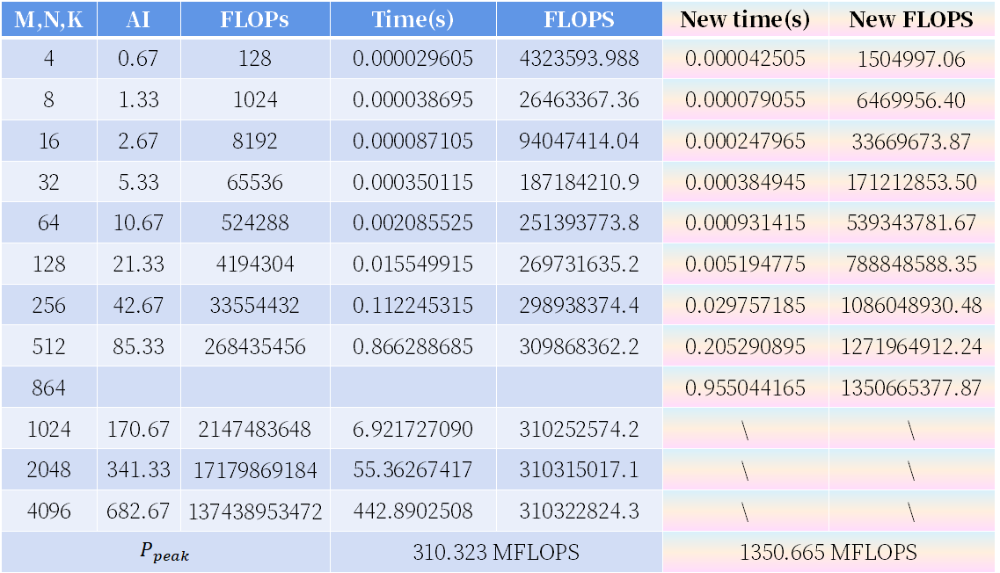 M,N,K AI FLOPs Time(s) FLOPS New time(s) New FLOPS
4 0.67 128 0.000029605 4323593.988 0.000042505 1504997.06
8 1.33 1024 0.000038695 26463367.36 0.000079055 6469956.40
16 2.67 8192 0.000087105 94047414.04 0.000247965 33669673.87
32 5.33 65536 0.000350115 187184210.9 0.000384945 171212853.50
64 10.67 524288 0.002085525 251393773.8 0.000931415 539343781.67
128 21.33 4194304 0.015549915 269731635.2 0.005194775 788848588.35
256 42.67 33554432 0.112245315 298938374.4 0.029757185 1086048930.48
512 85.33 268435456 0.866288685 309868362.2 0.205290895 1271964912.24
864 0.955044165 1350665377.87
1024 170.67 2147483648 6.921727090 310252574.2 \ \
2048 341.33 17179869184 55.36267417 310315017.1 \ \
4096 682.67 137438953472 442.8902508 310322824.3 \ \
P_peak 310.323 MFLOPS 1350.665 MFLOPS